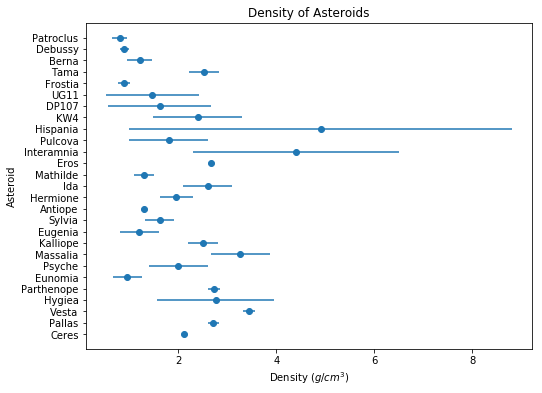 Density of Asteroids
Asteroid
Patroclus
Debussy
Berna
Tama
Frostia
UG11
DP107
KW4
Hispania
Pulcova
Interamnia
Eros
Mathilde
Ida
Hermione
Antiope
Sylvia
Eugenia
Kalliope
Massalia
Psyche
Eunomia
Parthenope
Hygiea
Vesta
Pallas
Ceres
2 4 6 8
Density (g/cm³)